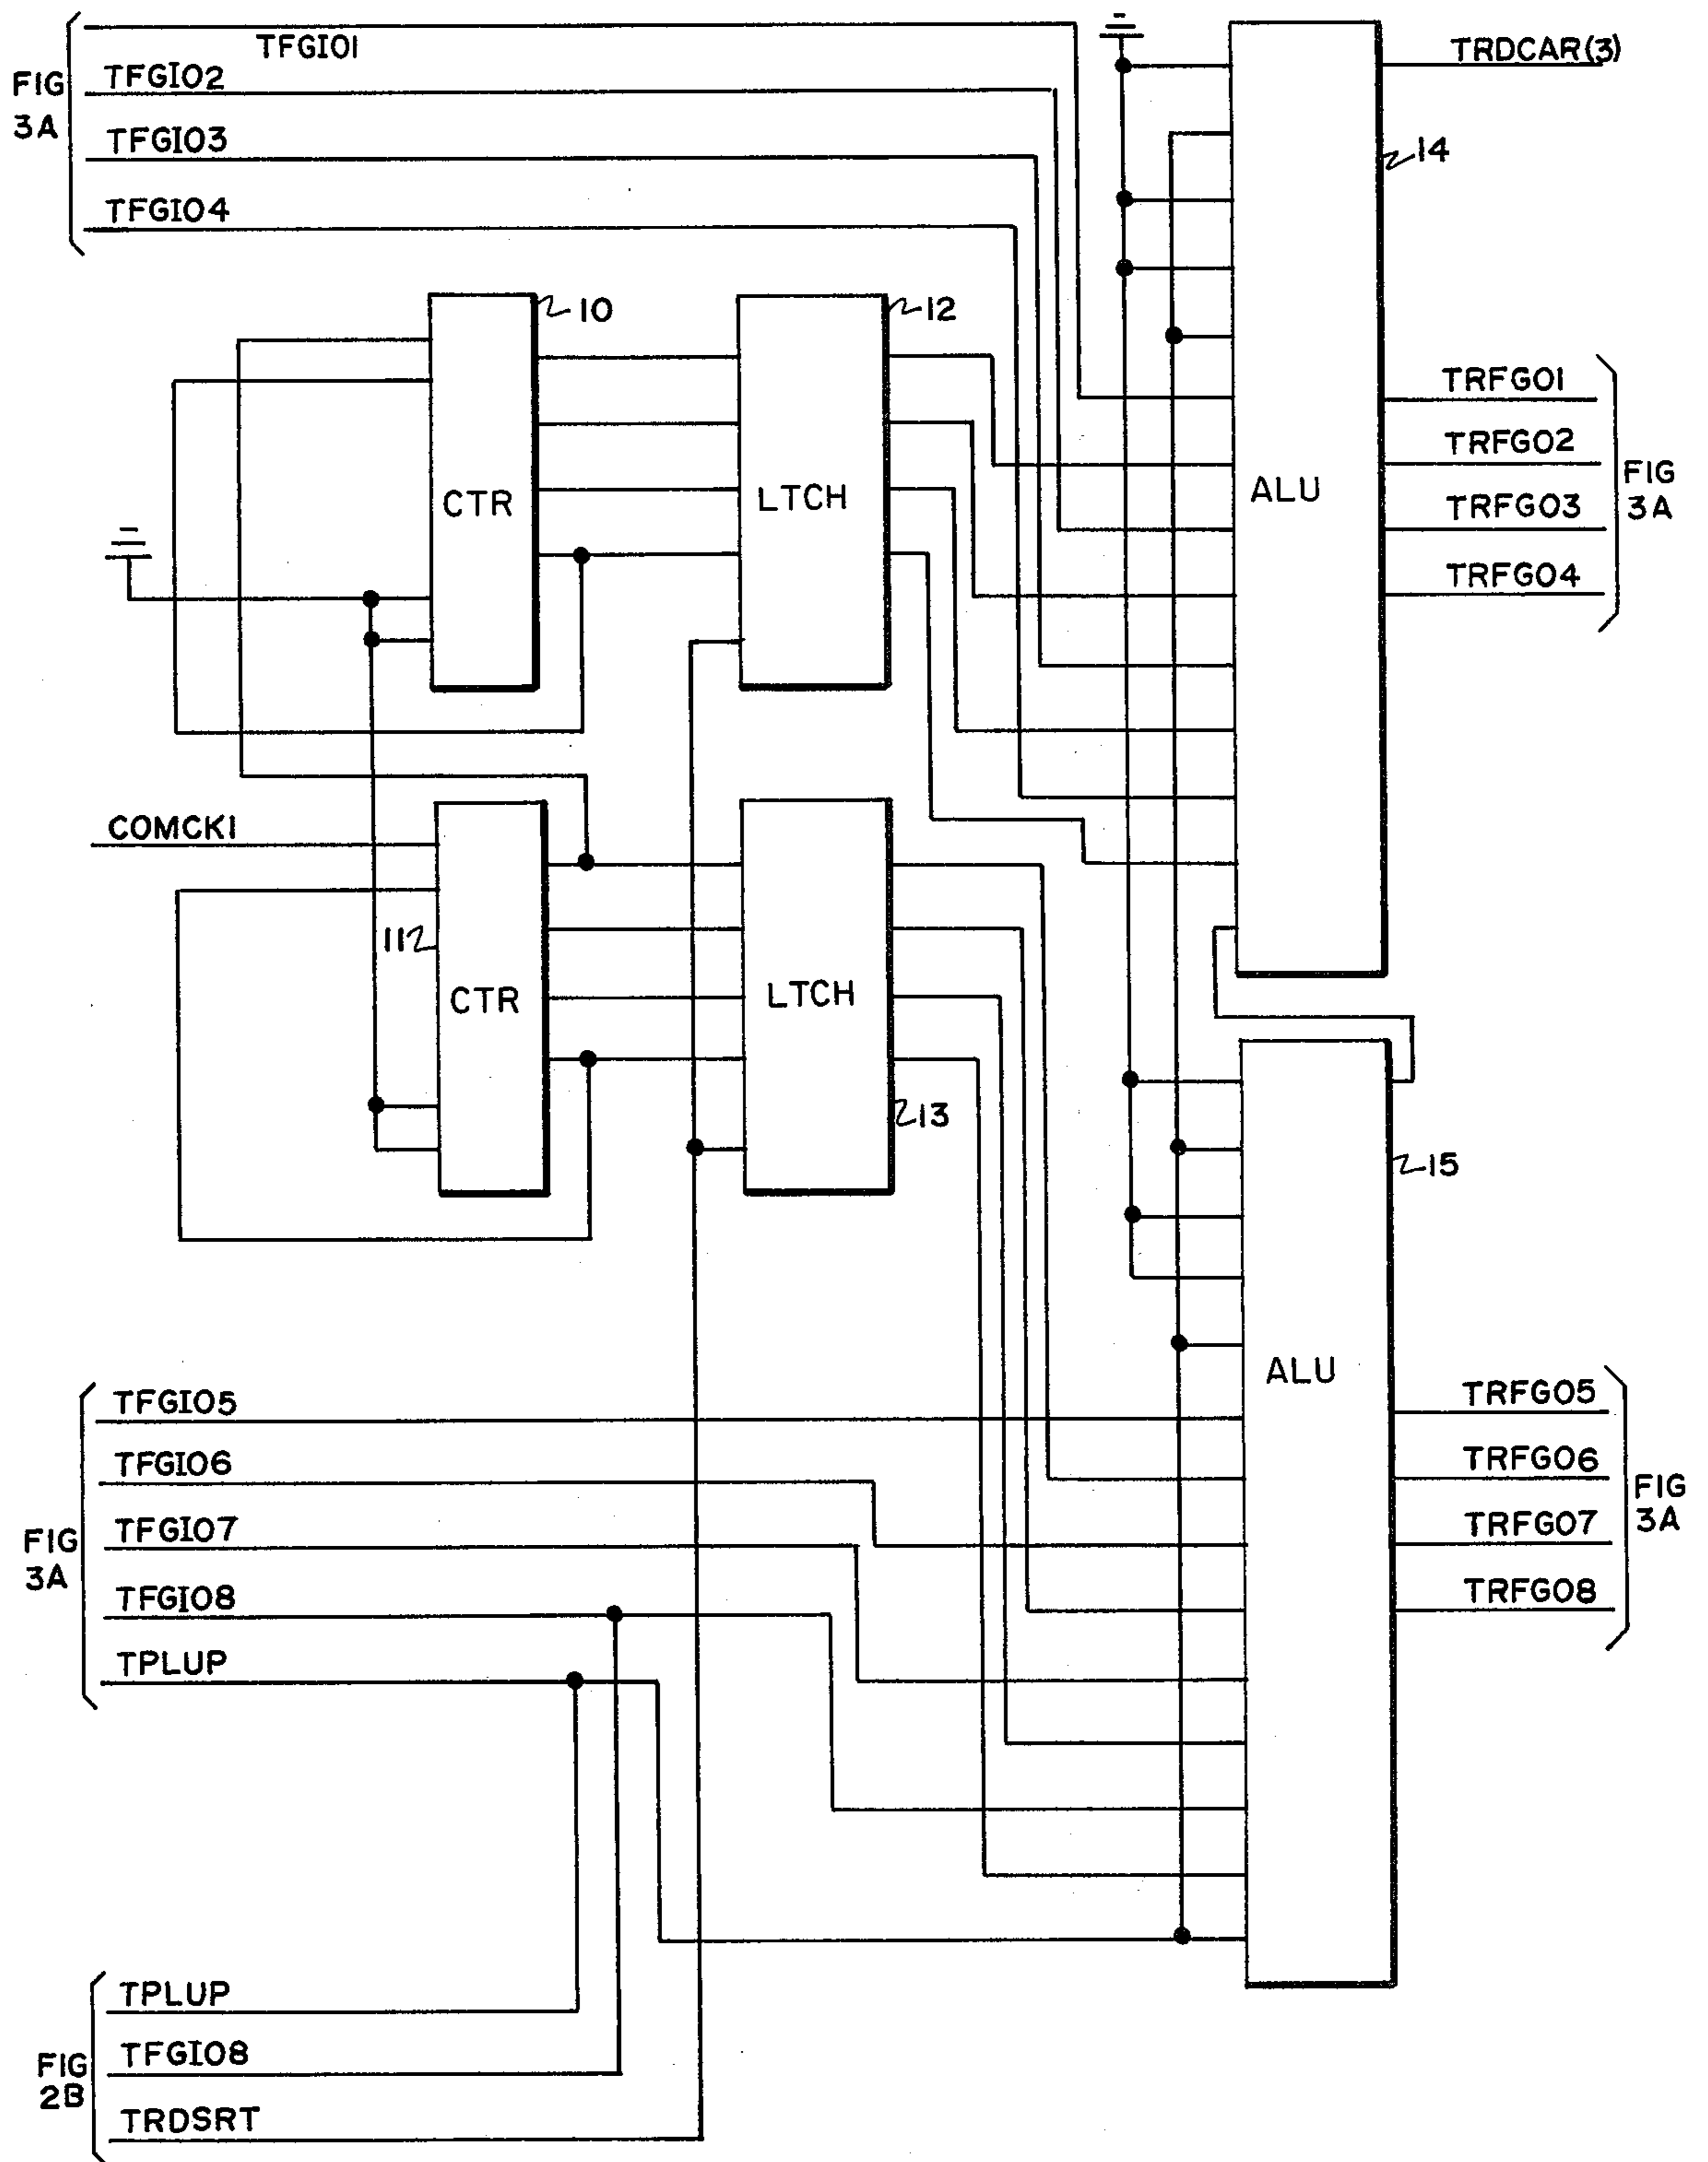 TFGI01
FIG
3A
TFGI02
TFGI03
TFGI04
TRDCAR(3)
14
10
12
CTR
LTCH
ALU
TRFG01
TRFG02
TRFG03
TRFG04
FIG
3A
COMCK1
11
CTR
LTCH
13
15
ALU
TFGI05
TFGI06
TFGI07
TFGI08
TPLUP
FIG
3A
TRFG05
TRFG06
TRFG07
TRFG08
FIG
3A
TPLUP
TFGI08
TRDSRT
FIG
2B